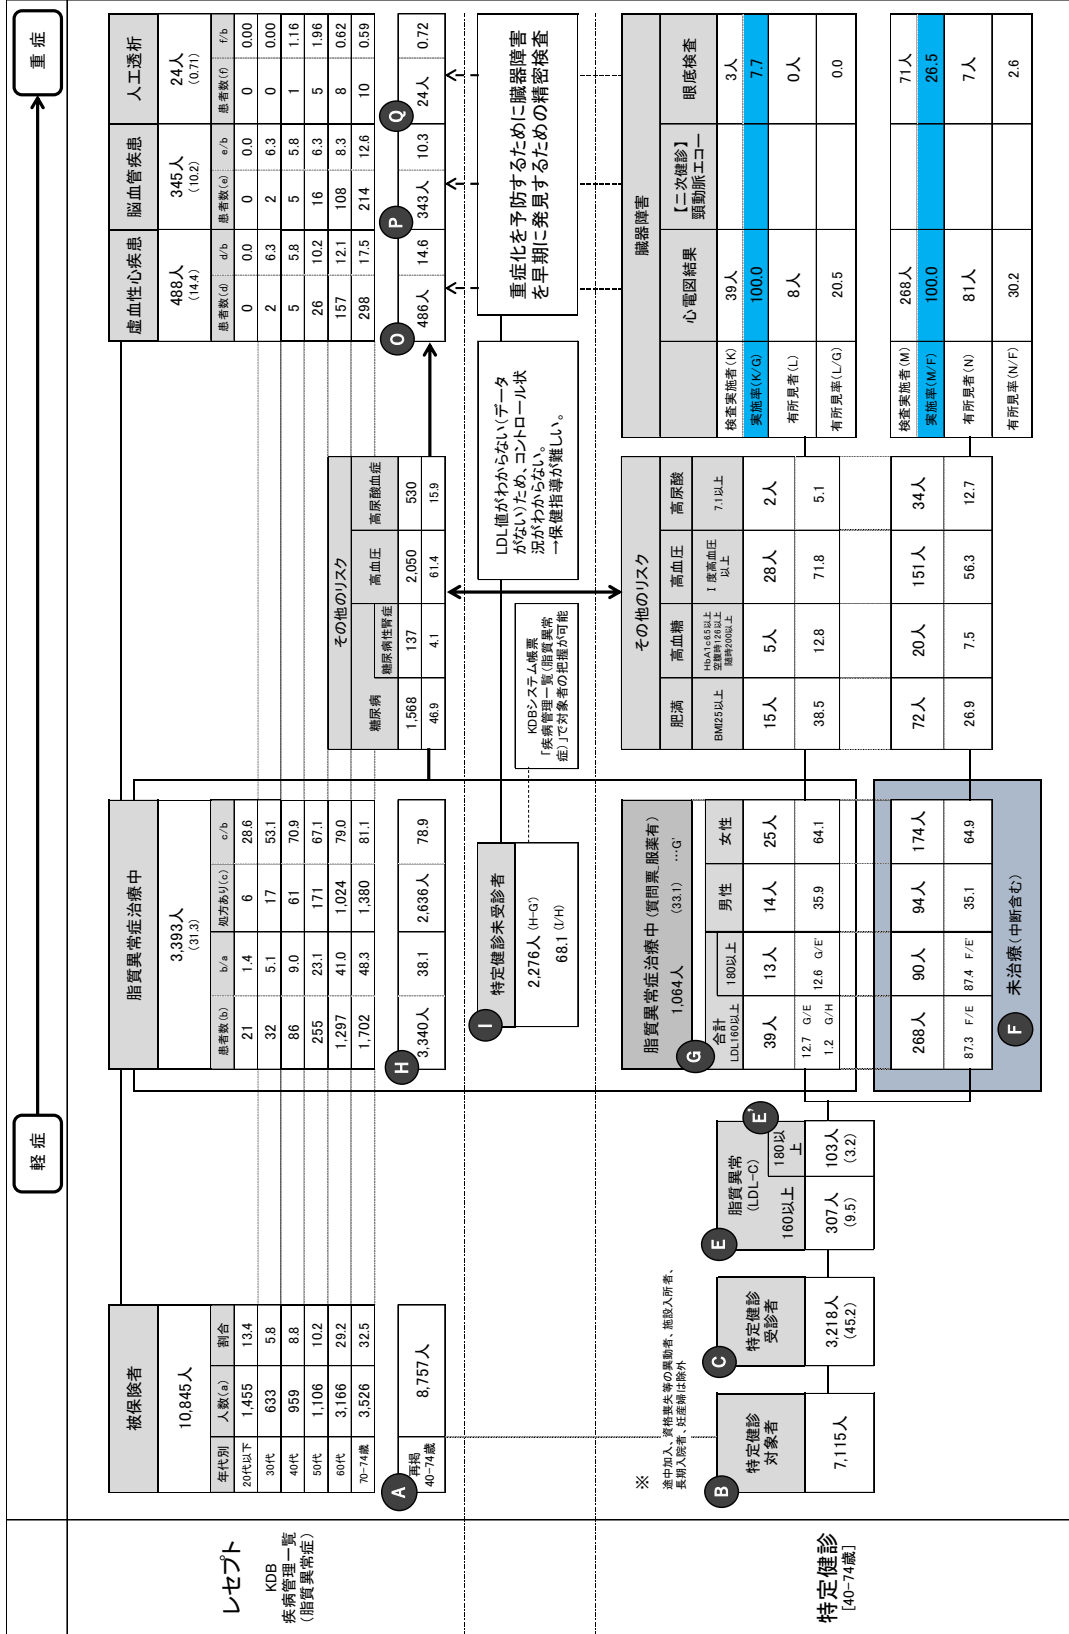 軽症
重症
レセプト
KDB
疾病管理一覧
(脂質異常症)
被保険者
10,845人
年代別 人数(a) 割合
20代以下 1,455 13.4
30代 633 5.8
40代 959 8.8
50代 1,106 10.2
60代 3,166 29.2
70-74歳 3,526 32.5
A
再掲
40-74歳
8,757人
脂質異常症治療中
3,393人
(31.3)
患者数(b) b/a 処方あり(c) c/b
21 1.4 6 28.6
32 5.1 17 53.1
86 9.0 61 70.9
255 23.1 171 67.1
1,297 41.0 1,024 79.0
1,702 48.3 1,380 81.1
H
3,340人 38.1 2,636人 78.9
その他のリスク
糖尿病 糖尿病性腎症 高血圧 高尿酸血症
1,568 137 2,050 530
46.9 4.1 61.4 15.9
虚血性心疾患 脳血管疾患 人工透析
488人 345人 24人
(14.4) (10.2) (0.71)
患者数(d) d/b 患者数(e) e/b 患者数(f) f/b
0 0.0 0 0.0 0 0.00
2 6.3 2 6.3 0 0.00
5 5.8 5 5.8 1 1.16
26 10.2 16 6.3 5 1.96
157 12.1 108 8.3 8 0.62
298 17.5 214 12.6 10 0.59
O P Q
486人 14.6 343人 10.3 24人 0.72
I
特定健診未受診者
2,276人 (H-G')
68.1 (I/H)
KDBシステム帳票
「疾病管理一覧(脂質異常
症)」で対象者の把握が可能
LDL値がわからない(データ
がない)ため、コントロール状
況がわからない。
→保健指導が難しい。
重症化を予防するために臓器障害
を早期に発見するための精密検査
特定健診
[40-74歳]
※
途中加入、資格喪失等の異動者、施設入所者、
長期入院者、妊産婦は除外
B
特定健診
対象者
7,115人
C
特定健診
受診者
3,218人
(45.2)
E
脂質異常
(LDL-C)
E'
160以上
180以
上
307人 103人
(9.5) (3.2)
G
脂質異常症治療中 (質問票_服薬有)
1,064人 (33.1) …G'
合計
LDL160以上
180以上 男性 女性
39人 13人 14人 25人
12.7 G/E 12.6 G/E' 35.9 64.1
1.2 G/H
268人 90人 94人 174人
87.3 F/E 87.4 F/E' 35.1 64.9
F
未治療(中断含む)
その他のリスク
肥満 高血糖 高血圧 高尿酸
BMI25以上
HbA1c6.5以上
空腹時126以上
随時200以上
Ⅰ度高血圧
以上
7.1以上
15人 5人 28人 2人
38.5 12.8 71.8 5.1
72人 20人 151人 34人
26.9 7.5 56.3 12.7
臓器障害
心電図結果
【二次健診】
頸動脈エコー
眼底検査
検査実施者(K) 39人 3人
実施率(K/G) 100.0 7.7
有所見者(L) 8人 0人
有所見率(L/G) 20.5 0.0
検査実施者(M) 268人 71人
実施率(M/F) 100.0 26.5
有所見者(N) 81人 7人
有所見率(N/F) 30.2 2.6